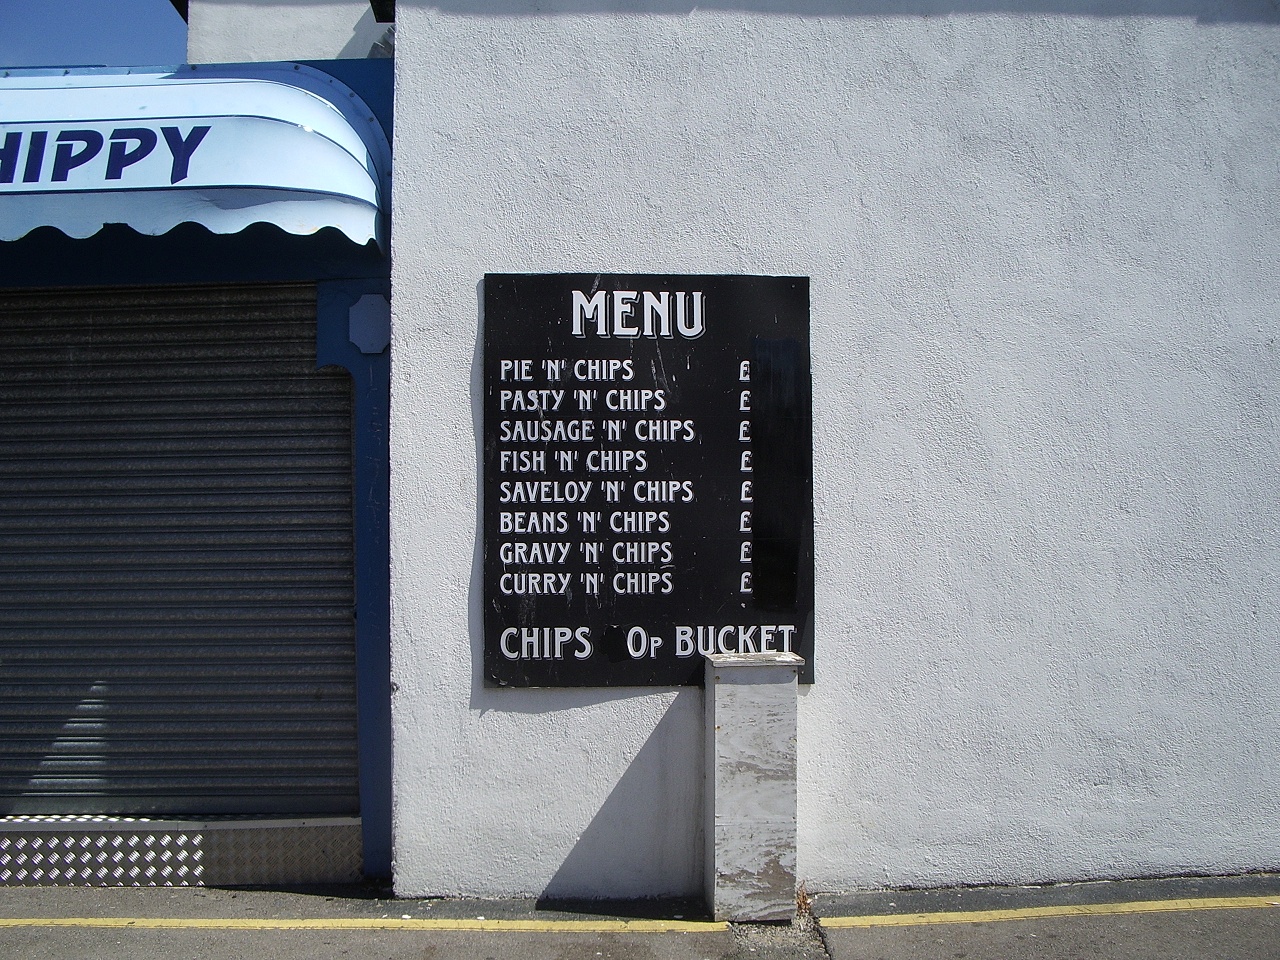 HIPPY
MENU
PIE 'N' CHIPS £
PASTY 'N' CHIPS £
SAUSAGE 'N' CHIPS £
FISH 'N' CHIPS £
SAVELOY 'N' CHIPS £
BEANS 'N' CHIPS £
GRAVY 'N' CHIPS £
CURRY 'N' CHIPS £
CHIPS Op BUCKET